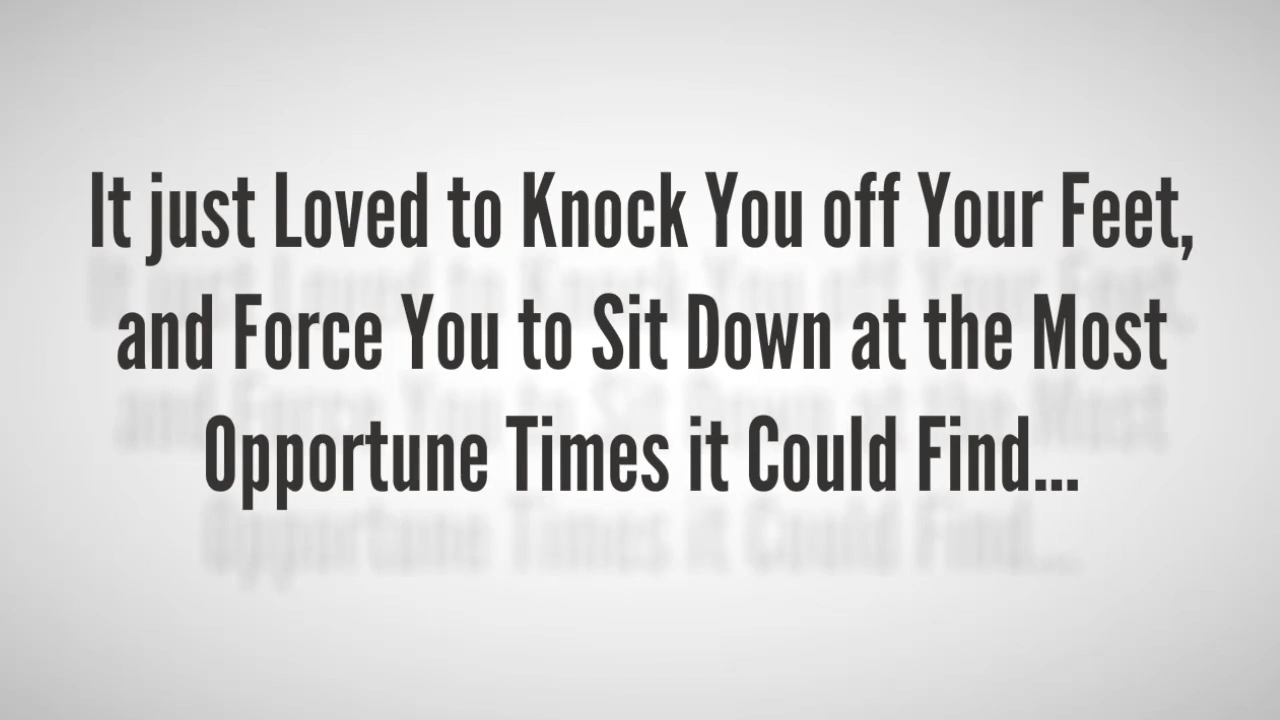 It just Loved to Knock You off Your Feet,
and Force You to Sit Down at the Most
Opportune Times it Could Find...